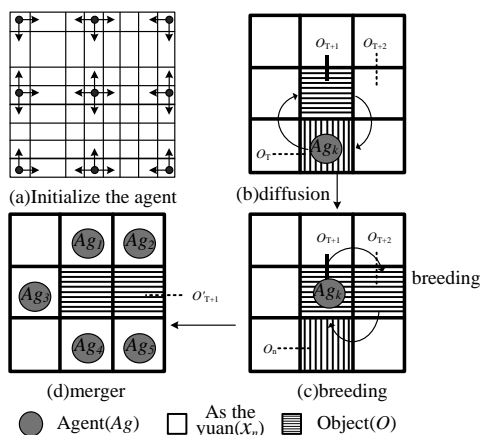 O_T+1
O_T+2
O_T
Ag_k
(a)Initialize the agent
(b)diffusion
Ag_1
Ag_2
Ag_3
O'_T+1
Ag_4
Ag_5
O_T+1
O_T+2
Ag_k
breeding
O_n
(d)merger
(c)breeding
Agent(Ag)
As the
yuan(x_n)
Object(O)